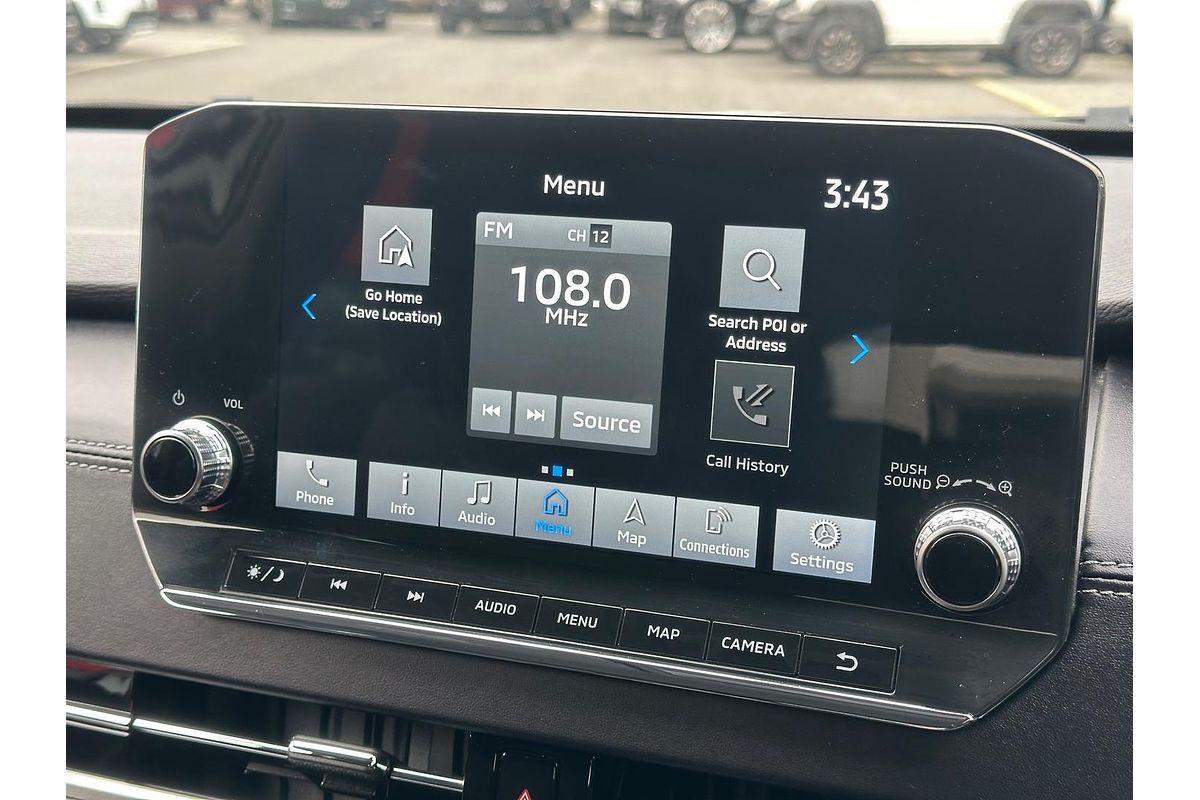 Menu
3:43
Go Home
(Save Location)
FM
CH 12
108.0
MHz
Source
Search POI or
Address
Call History
VOL
PUSH
SOUND
Phone
Info
Audio
Menu
Map
Connections
Settings
AUDIO
MENU
MAP
CAMERA